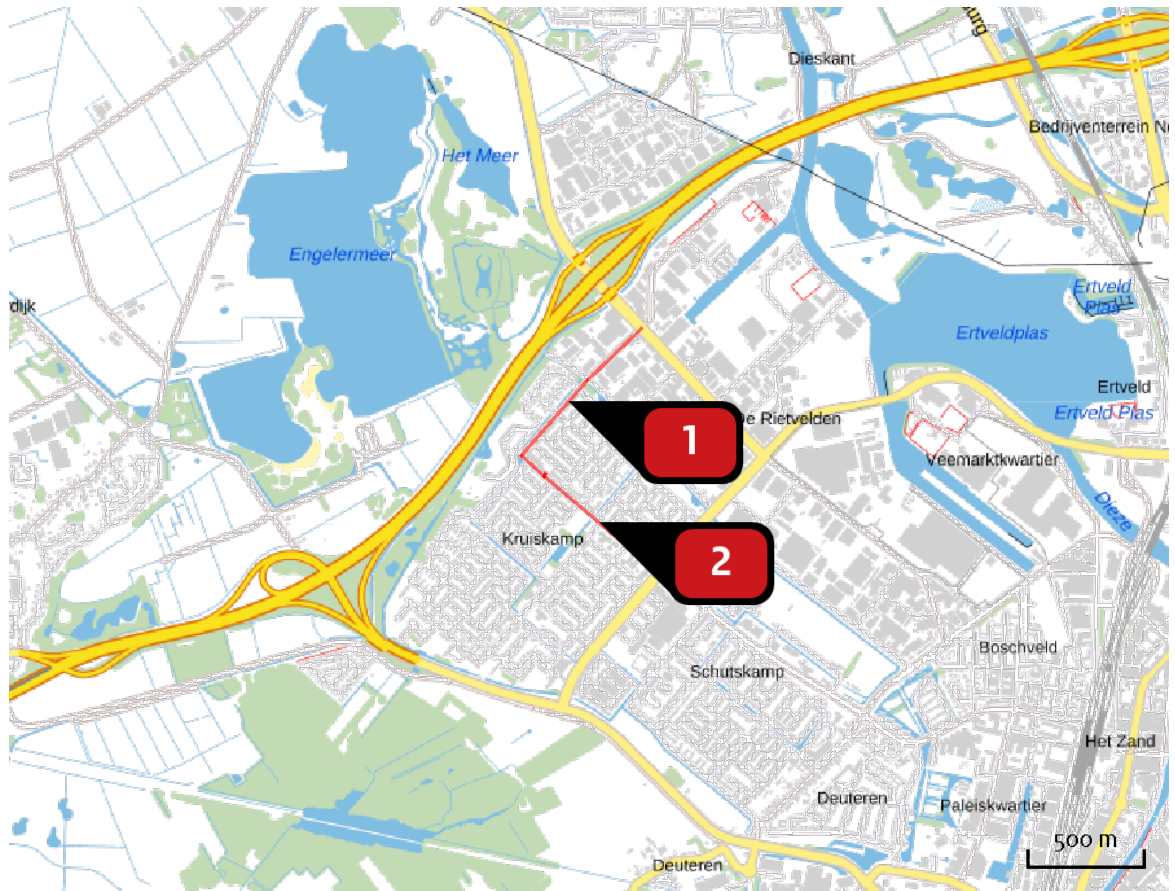 Dieskant
Bedrijventerrein
Het Meer
Engelermeer
Ertveld
Plas
dijk
Ertveldplas
Ertveld
Ertveld Plas
De Rietvelden
1
Veemarktkwartier
Dieze
Kruiskamp
2
Boschveld
Schutskamp
Het Zand
Deuteren
Paleiskwartier
500 m
Deuteren